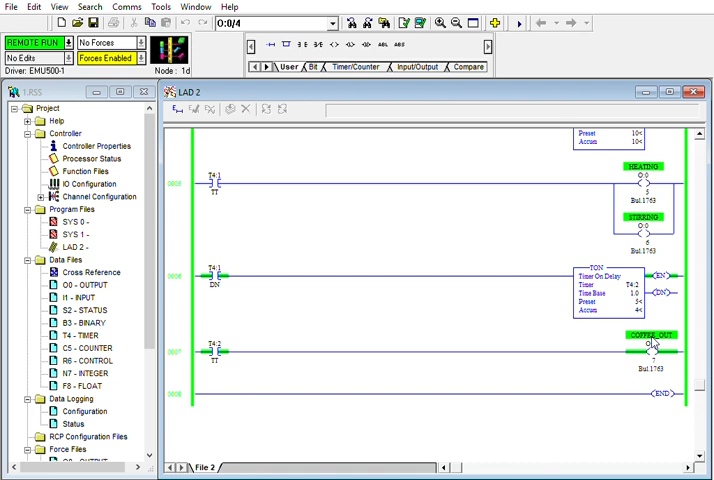 File Edit View Search Comms Tools Window Help
O:0/4
REMOTE RUN No Forces
No Edits Forces Enabled
Driver: EMU500-1 Node: 1d
ABL ABS
User Bit Timer/Counter Input/Output Compare
1.RSS
Project
Help
Controller
Controller Properties
Processor Status
Function Files
IO Configuration
Channel Configuration
Program Files
SYS 0 -
SYS 1 -
LAD 2 -
Data Files
Cross Reference
O0 - OUTPUT
I1 - INPUT
S2 - STATUS
B3 - BINARY
T4 - TIMER
C5 - COUNTER
R6 - CONTROL
N7 - INTEGER
F8 - FLOAT
Data Logging
Configuration
Status
RCP Configuration Files
Force Files
O0 - OUTPUT
LAD 2
Preset 10<
Accum 10<
0005
T4:1
TT
HEATING
O:0
5
Bul.1763
STIRRING
O:0
6
Bul.1763
0006
T4:1
DN
TON
Timer On Delay
Timer T4:2
Time Base 1.0
Preset 5<
Accum 4<
EN
DN
0007
T4:2
TT
COFFEE_OUT
7
Bul.1763
0008
END
File 2